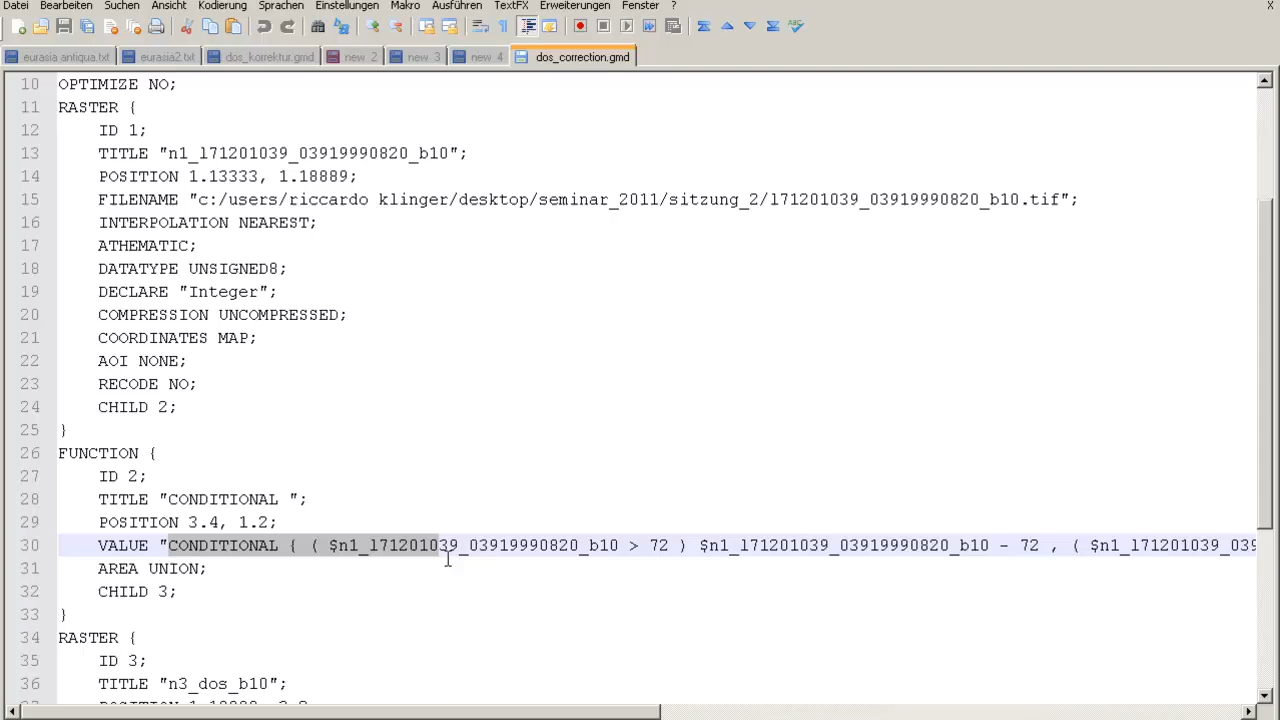 Datei Bearbeiten Suchen Ansicht Kodierung Sprachen Einstellungen Makro Ausführen TextFX Erweiterungen Fenster ? X
eurasia antiqua.txt eurasia2.txt dos_korrektur.gmd new 2 new 3 new 4 dos_correction.gmd
10 OPTIMIZE NO;
11 RASTER {
12 ID 1;
13 TITLE "n1_l71201039_03919990820_b10";
14 POSITION 1.13333, 1.18889;
15 FILENAME "c:/users/riccardo klinger/desktop/seminar_2011/sitzung_2/l71201039_03919990820_b10.tif";
16 INTERPOLATION NEAREST;
17 ATHEMATIC;
18 DATATYPE UNSIGNED8;
19 DECLARE "Integer";
20 COMPRESSION UNCOMPRESSED;
21 COORDINATES MAP;
22 AOI NONE;
23 RECODE NO;
24 CHILD 2;
25 }
26 FUNCTION {
27 ID 2;
28 TITLE "CONDITIONAL ";
29 POSITION 3.4, 1.2;
30 VALUE "CONDITIONAL { ( $n1_l71201039_03919990820_b10 > 72 ) $n1_l71201039_03919990820_b10 - 72 , ( $n1_l71201039_039
31 AREA UNION;
32 CHILD 3;
33 }
34 RASTER {
35 ID 3;
36 TITLE "n3_dos_b10";